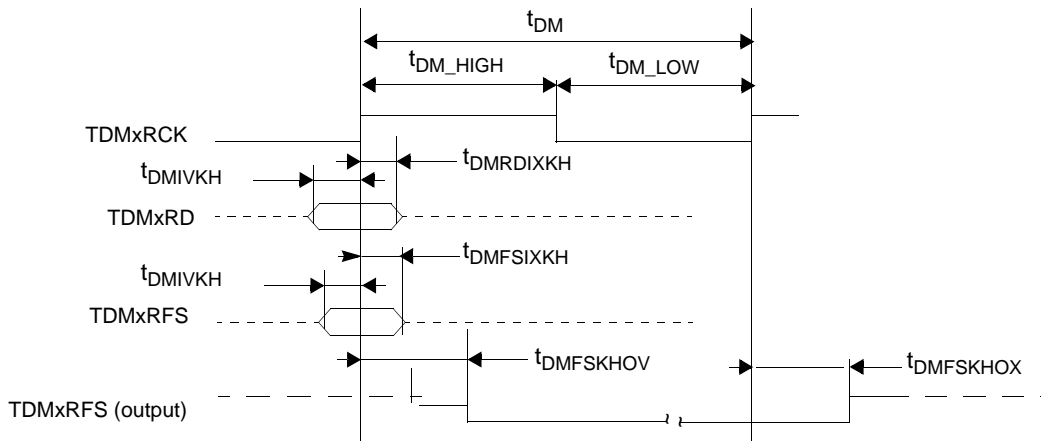 tDM
tDM_HIGH
tDM_LOW
TDMxRCK
tDMRDIXKH
tDMIVKH
TDMxRD
tDMFSIXKH
tDMIVKH
TDMxRFS
tDMFSKHOV
tDMFSKHOX
TDMxRFS (output)